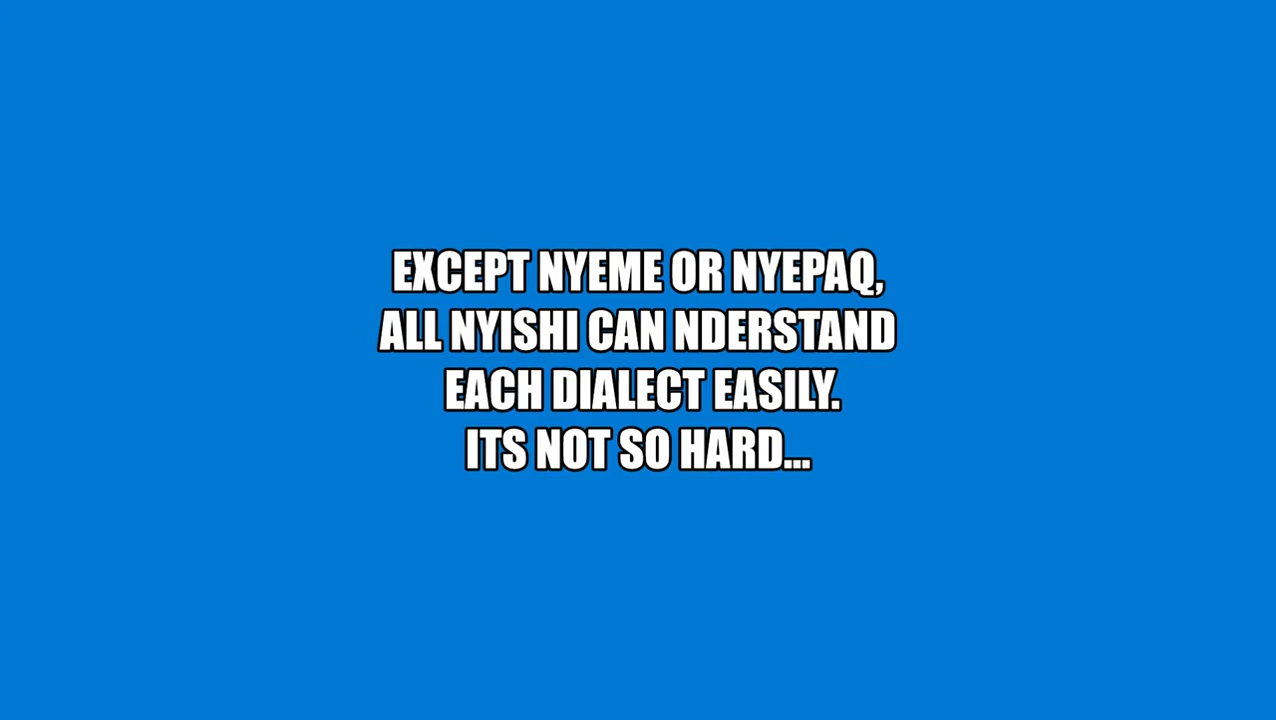 EXCEPT NYEME OR NYEPAQ,
ALL NYISHI CAN NDERSTAND
EACH DIALECT EASILY.
ITS NOT SO HARD...